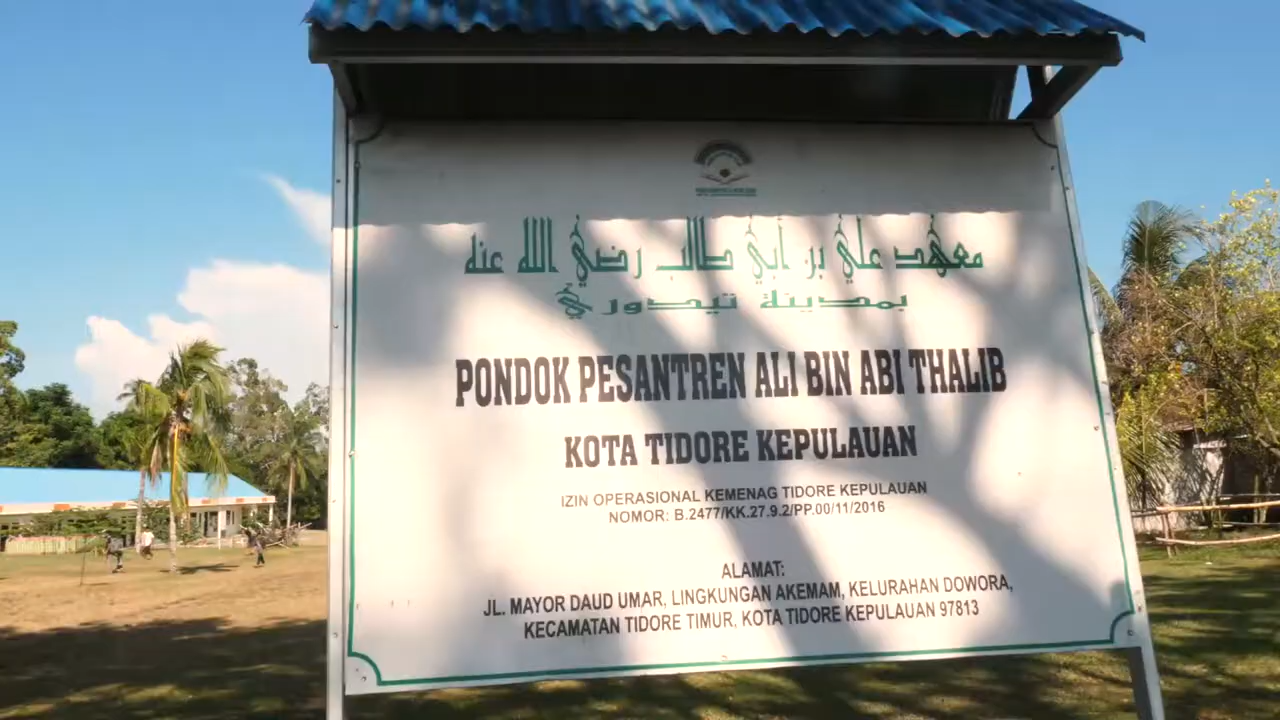 معهد علي بن أبي طالب رضي الله عنه
بمدينة تيدوري
PONDOK PESANTREN ALI BIN ABI THALIB
KOTA TIDORE KEPULAUAN
IZIN OPERASIONAL KEMENAG TIDORE KEPULAUAN
NOMOR: B.2477/KK.27.9.2/PP.00/11/2016
ALAMAT:
JL. MAYOR DAUD UMAR, LINGKUNGAN AKEMAM, KELURAHAN DOWORA,
KECAMATAN TIDORE TIMUR, KOTA TIDORE KEPULAUAN 97813